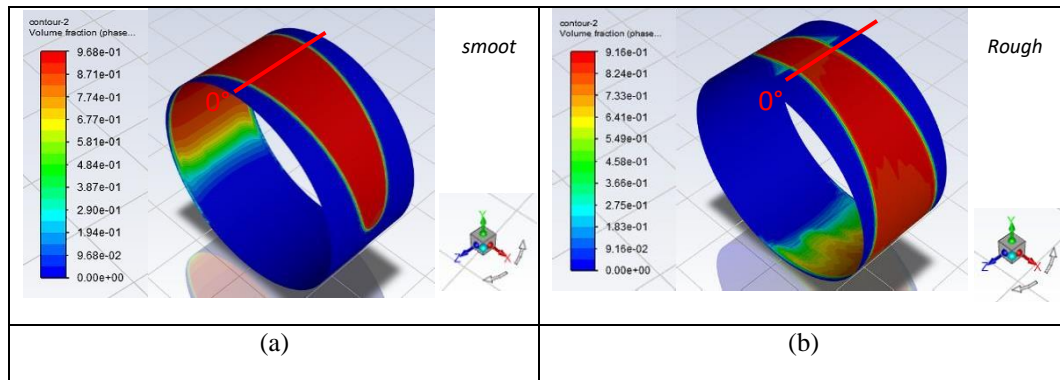 contour-2
Volume fraction (phase...
9.68e-01
8.71e-01
7.74e-01
6.78e-01
5.81e-01
4.84e-01
3.87e-01
2.90e-01
1.94e-01
9.68e-02
0.00e+00
0°
smoot
Y
Z
X
(a)
contour-2
Volume fraction (phase...
9.16e-01
8.24e-01
7.33e-01
6.41e-01
5.49e-01
4.58e-01
3.66e-01
2.75e-01
1.83e-01
9.16e-02
0.00e+00
0°
Rough
Y
Z
X
(b)